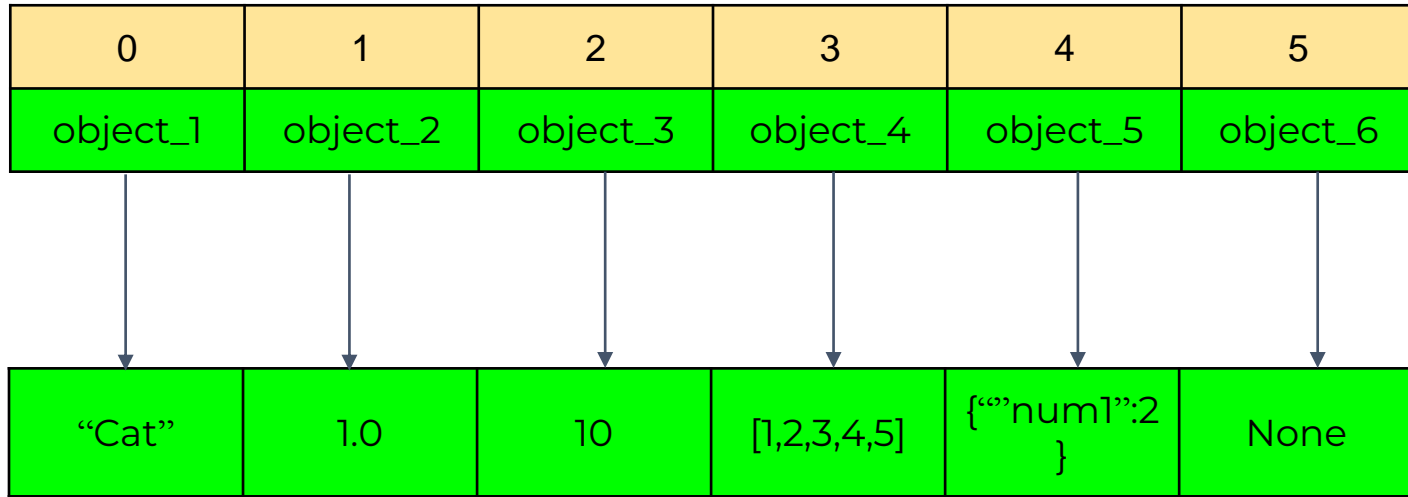 0 1 2 3 4 5
object_1 object_2 object_3 object_4 object_5 object_6
“Cat” 1.0 10 [1,2,3,4,5] {“”num1”:2
} None